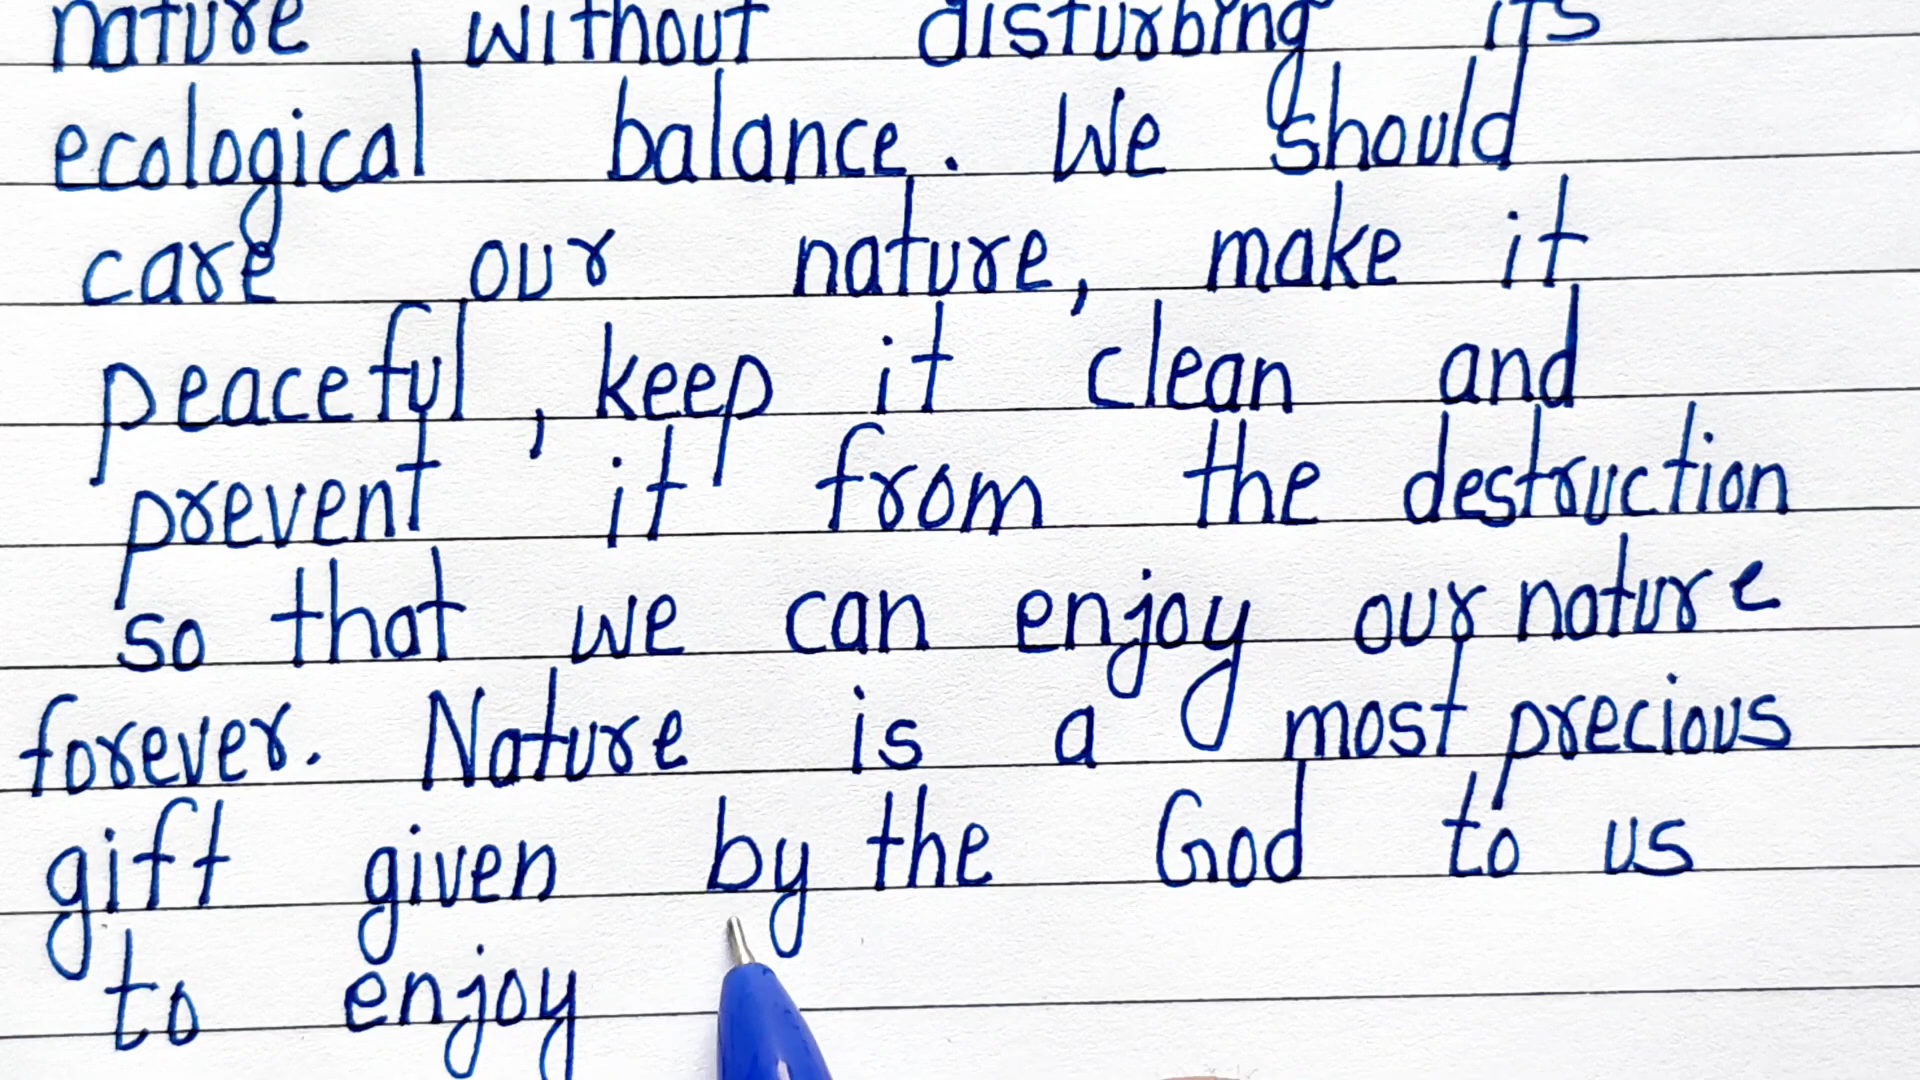 nature, without disturbing its
ecological balance. We should
care our nature, make it
peaceful, keep it clean and
prevent it from the destruction
so that we can enjoy our nature
forever. Nature is a most precious
gift given by the God to us
to enjoy